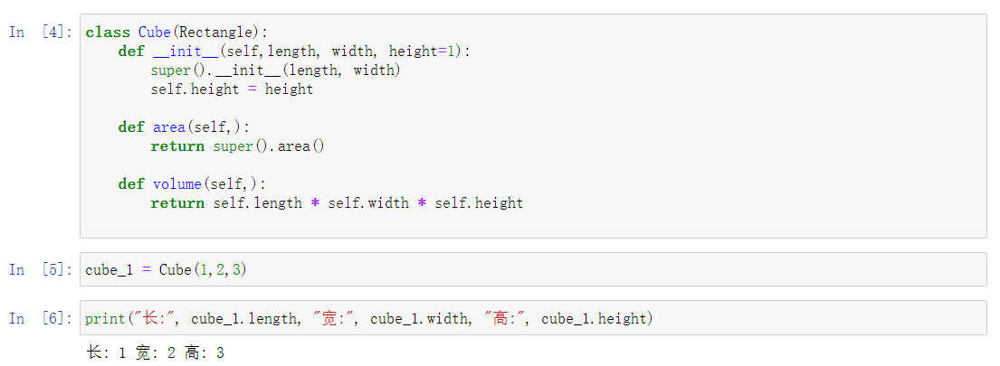 In [4]: class Cube(Rectangle):
def __init__(self,length, width, height=1):
super().__init__(length, width)
self.height = height
def area(self,):
return super().area()
def volume(self,):
return self.length * self.width * self.height
In [5]: cube_1 = Cube(1,2,3)
In [6]: print("长:", cube_1.length, "宽:", cube_1.width, "高:", cube_1.height)
长: 1 宽: 2 高: 3